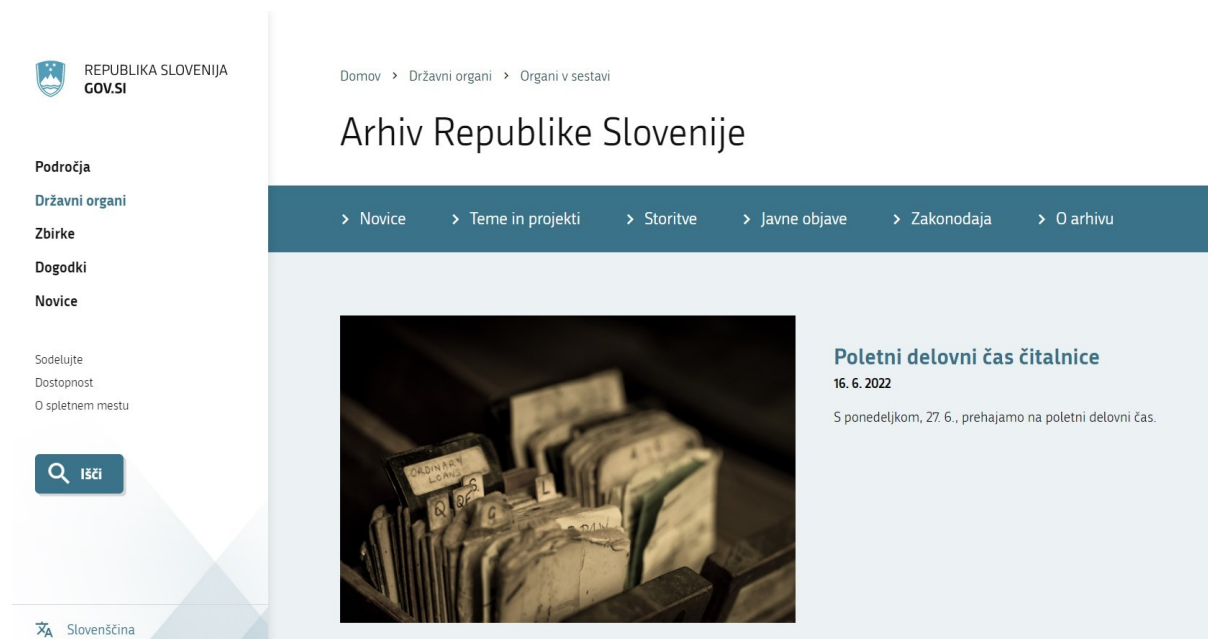 REPUBLIKA SLOVENIJA
GOV.SI
Področja
Državni organi
Zbirke
Dogodki
Novice
Sodelujte
Dostopnost
O spletnem mestu
Išči
Slovenščina
Domov > Državni organi > Organi v sestavi
Arhiv Republike Slovenije
> Novice > Teme in projekti > Storitve > Javne objave > Zakonodaja > O arhivu
ORDINARY
LOANS
Q QF S. L
G
Poletni delovni čas čitalnice
16. 6. 2022
S ponedeljkom, 27. 6., prehajamo na poletni delovni čas.